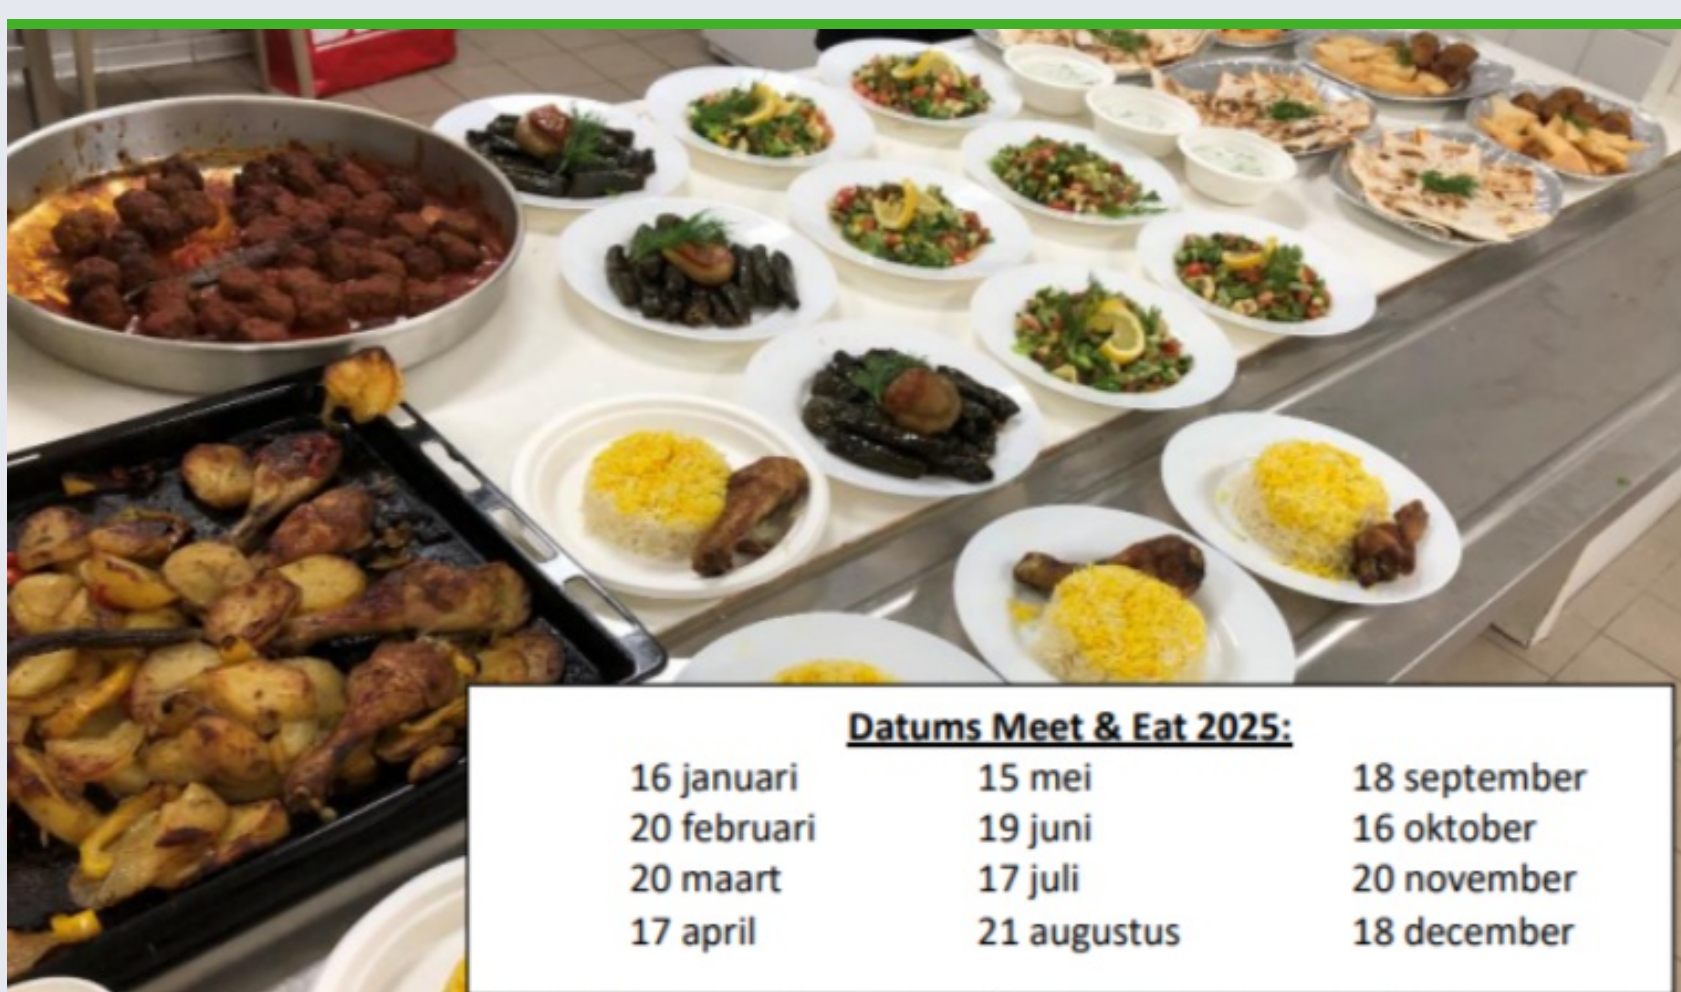 Datums Meet & Eat 2025:
16 januari 15 mei 18 september
20 februari 19 juni 16 oktober
20 maart 17 juli 20 november
17 april 21 augustus 18 december